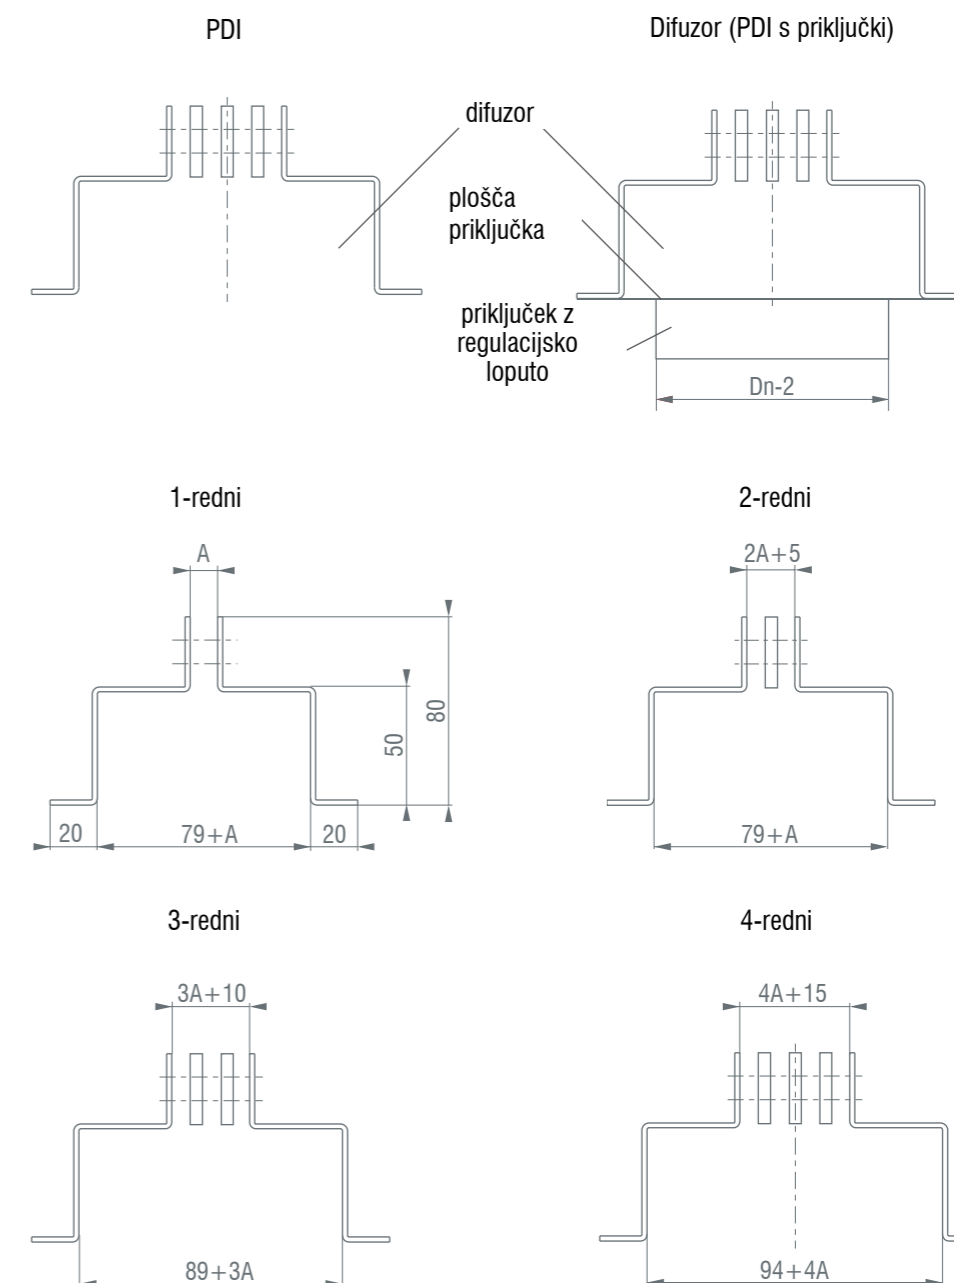 PDI
Difuzor (PDI s priključki)
difuzor
plošča
priključka
priključek z
regulacijsko
loputo
Dn-2
1-redni
2-redni
A
2A+5
50
80
20
79+A
20
79+A
3-redni
4-redni
3A+10
4A+15
89+3A
94+4A